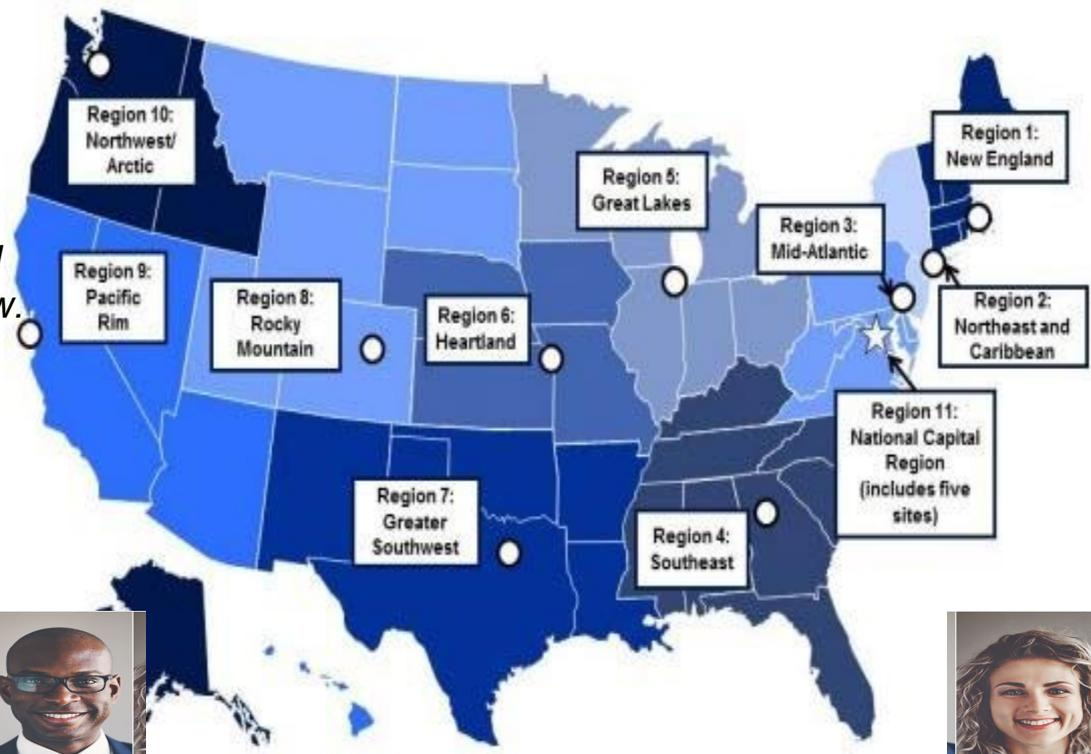 Region 10:
Northwest/
Arctic
Region 1:
New England
Region 5:
Great Lakes
Region 3:
Mid-Atlantic
Region 9:
Pacific
Rim
Region 8:
Rocky
Mountain
Region 6:
Heartland
Region 2:
Northeast and
Caribbean
Region 11:
National Capital
Region
(includes five
sites)
Region 7:
Greater
Southwest
Region 4:
Southeast